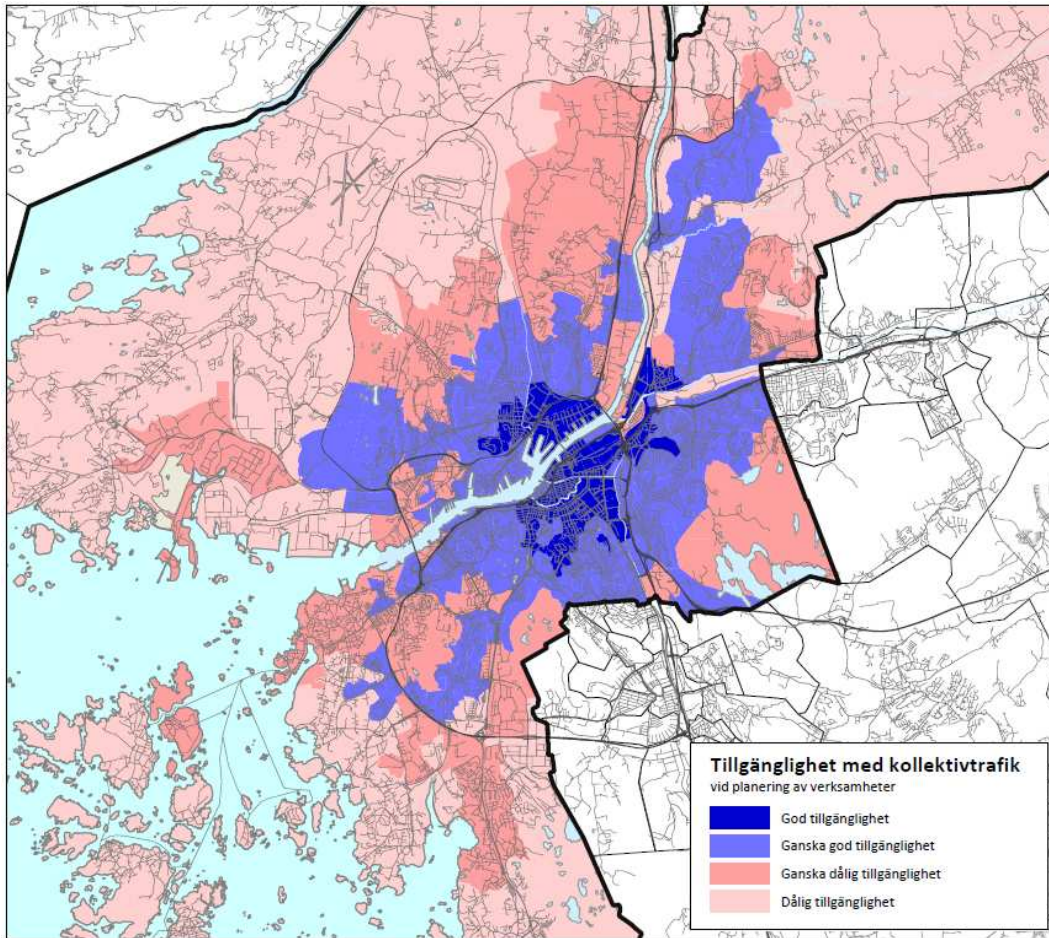 Tillgänglighet med kollektivtrafik
vid planering av verksamheter
God tillgänglighet
Ganska god tillgänglighet
Ganska dålig tillgänglighet
Dålig tillgänglighet